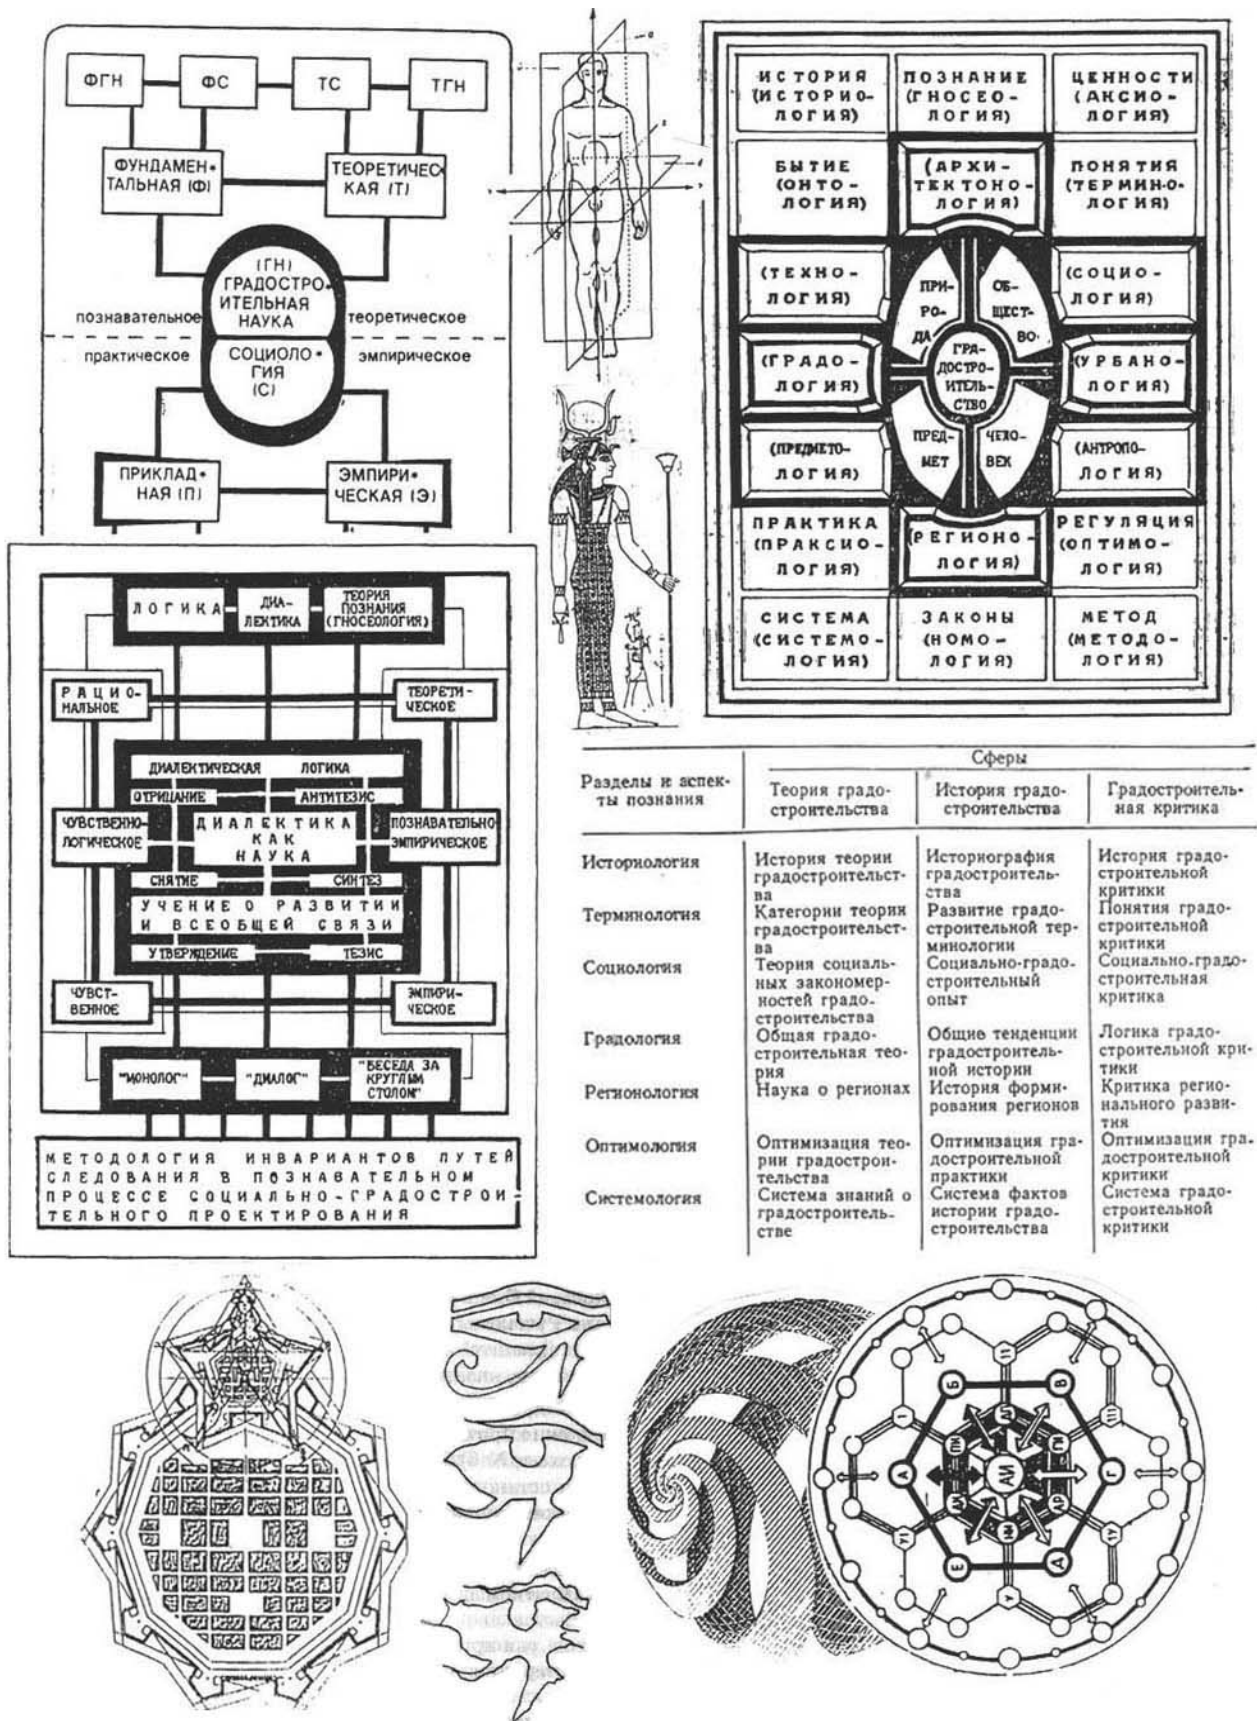 ФГН
ФС
ТС
ТГН
ФУНДАМЕН-
ТАЛЬНАЯ (Ф)
ТЕОРЕТИЧЕС-
КАЯ (Т)
(ГН)
ГРАДОСТРО-
ИТЕЛЬНАЯ
НАУКА
познавательное
теоретическое
практическое
эмпирическое
СОЦИОЛО-
ГИЯ
(С)
ПРИКЛАД-
НАЯ (П)
ЭМПИРИ-
ЧЕСКАЯ (Э)
ИСТОРИЯ
(ИСТОРИО-
ЛОГИЯ)
ПОЗНАНИЕ
(ГНОСЕО-
ЛОГИЯ)
ЦЕННОСТИ
(АКСИО-
ЛОГИЯ)
БЫТИЕ
(ОНТО-
ЛОГИЯ)
(АРХИ-
ТЕКТОНО-
ЛОГИЯ)
ПОНЯТИЯ
(ТЕРМИНО-
ЛОГИЯ)
(ТЕХНО-
ЛОГИЯ)
ПРИ-
РО-
ДА
ОБ-
ЩЕСТ-
ВО
(СОЦИО-
ЛОГИЯ)
(ГРАДО-
ЛОГИЯ)
ГРА-
ДОСТРО-
ИТЕЛЬ-
СТВО
(УРБАНО-
ЛОГИЯ)
(ПРЕДМЕТО-
ЛОГИЯ)
ПРЕД-
МЕТ
ЧЕЛО-
ВЕК
(АНТРОПО-
ЛОГИЯ)
ПРАКТИКА
(ПРАКСИО-
ЛОГИЯ)
(РЕГИОНО-
ЛОГИЯ)
РЕГУЛЯЦИЯ
(ОПТИМО-
ЛОГИЯ)
СИСТЕМА
(СИСТЕМО-
ЛОГИЯ)
ЗАКОНЫ
(НОМО-
ЛОГИЯ)
МЕТОД
(МЕТОДО-
ЛОГИЯ)
ЛОГИКА
ДИА-
ЛЕКТИКА
ТЕОРИЯ
ПОЗНАНИЯ
(ГНОСЕОЛОГИЯ)
РАЦИО-
НАЛЬНОЕ
ТЕОРЕТИ-
ЧЕСКОЕ
ДИАЛЕКТИЧЕСКАЯ ЛОГИКА
ОТРИЦАНИЕ
АНТИТЕЗИС
ЧУВСТВЕННО-
ЛОГИЧЕСКОЕ
ДИАЛЕКТИКА
КАК
НАУКА
ПОЗНАВАТЕЛЬНО-
ЭМПИРИЧЕСКОЕ
СНЯТИЕ
СИНТЕЗ
УЧЕНИЕ О РАЗВИТИИ
И ВСЕОБЩЕЙ СВЯЗИ
УТВЕРЖДЕНИЕ
ТЕЗИС
ЧУВСТ-
ВЕННОЕ
ЭМПИРИ-
ЧЕСКОЕ
"МОНОЛОГ"
"ДИАЛОГ"
"БЕСЕДА ЗА
КРУГЛЫМ
СТОЛОМ"
МЕТОДОЛОГИЯ ИНВАРИАНТОВ ПУТЕЙ
СЛЕДОВАНИЯ В ПОЗНАВАТЕЛЬНОМ
ПРОЦЕССЕ СОЦИАЛЬНО-ГРАДОСТРОИ-
ТЕЛЬНОГО ПРОЕКТИРОВАНИЯ
Разделы и аспек-
ты познания
Сферы
Теория градо-
строительства
История градо-
строительства
Градостроитель-
ная критика
Историология
История теории
градостроительст-
ва
Историография
градостроитель-
ства
История градо-
строительной
критики
Терминология
Категории теории
градостроительст-
ва
Развитие градо-
строительной тер-
минологии
Понятия градо-
строительной
критики
Социология
Теория социаль-
ных закономер-
ностей градо-
строительства
Социально-градо-
строительный
опыт
Социально-градо-
строительная
критика
Градология
Общая градо-
строительная тео-
рия
Общие тенденции
градостроитель-
ной истории
Логика градо-
строительной кри-
тики
Регионология
Наука о регионах
История форми-
рования регионов
Критика регио-
нального разви-
тия
Оптимология
Оптимизация тео-
рии градострои-
тельства
Оптимизация гра-
достроительной
практики
Оптимизация гра-
достроительной
критики
Системология
Система знаний о
градостроитель-
стве
Система фактов
истории градо-
строительства
Система градо-
строительной
критики
Б
В
А
АИ
Г
Е
Д
ПН
ГН
АР
I
II
III
IУ
У
УI